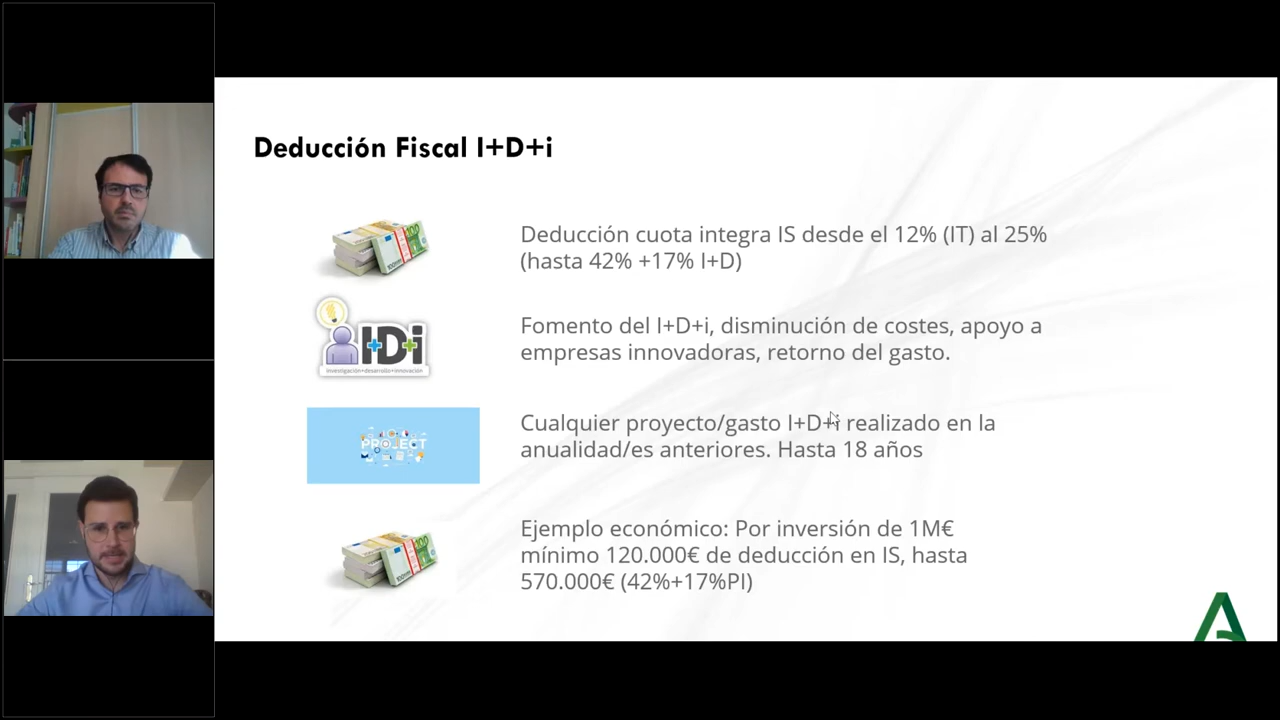 Deducción Fiscal I+D+i
Deducción cuota integra IS desde el 12% (IT) al 25%
(hasta 42% +17% I+D)
I+D+i
investigación+desarrollo+innovación
Fomento del I+D+i, disminución de costes, apoyo a
empresas innovadoras, retorno del gasto.
PROJECT
Cualquier proyecto/gasto I+D+i realizado en la
anualidad/es anteriores. Hasta 18 años
Ejemplo económico: Por inversión de 1M€
mínimo 120.000€ de deducción en IS, hasta
570.000€ (42%+17%PI)